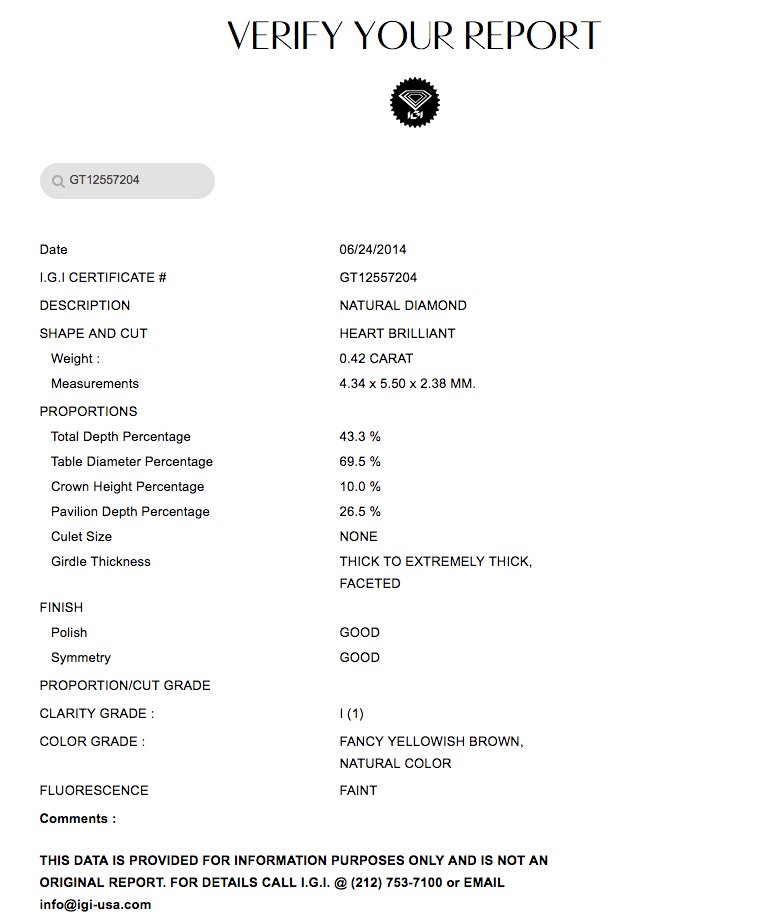 VERIFY YOUR REPORT
IGI
GT12557204
Date 06/24/2014
I.G.I CERTIFICATE # GT12557204
DESCRIPTION NATURAL DIAMOND
SHAPE AND CUT HEART BRILLIANT
Weight : 0.42 CARAT
Measurements 4.34 x 5.50 x 2.38 MM.
PROPORTIONS
Total Depth Percentage 43.3 %
Table Diameter Percentage 69.5 %
Crown Height Percentage 10.0 %
Pavilion Depth Percentage 26.5 %
Culet Size NONE
Girdle Thickness THICK TO EXTREMELY THICK,
FACETED
FINISH
Polish GOOD
Symmetry GOOD
PROPORTION/CUT GRADE
CLARITY GRADE : I (1)
COLOR GRADE : FANCY YELLOWISH BROWN,
NATURAL COLOR
FLUORESCENCE FAINT
Comments :
THIS DATA IS PROVIDED FOR INFORMATION PURPOSES ONLY AND IS NOT AN
ORIGINAL REPORT. FOR DETAILS CALL I.G.I. @ (212) 753-7100 or EMAIL
info@igi-usa.com